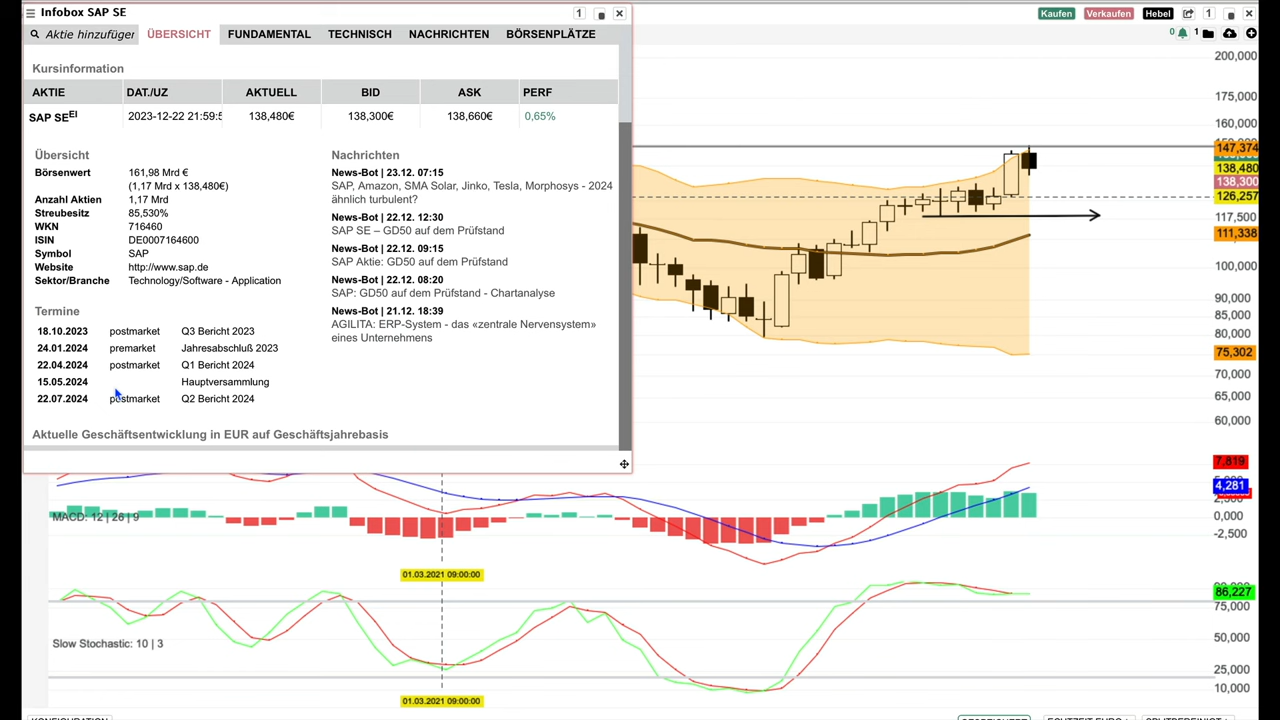 Infobox SAP SE
1
Kaufen
Verkaufen
Hebel
1
Aktie hinzufüger
ÜBERSICHT
FUNDAMENTAL
TECHNISCH
NACHRICHTEN
BÖRSENPLÄTZE
0
1
Kursinformation
AKTIE DAT./UZ AKTUELL BID ASK PERF
SAP SE EI 2023-12-22 21:59:5 138,480€ 138,300€ 138,660€ 0,65%
Übersicht
Börsenwert 161,98 Mrd €
(1,17 Mrd x 138,480€)
Anzahl Aktien 1,17 Mrd
Streubesitz 85,530%
WKN 716460
ISIN DE0007164600
Symbol SAP
Website http://www.sap.de
Sektor/Branche Technology/Software - Application
Termine
18.10.2023 postmarket Q3 Bericht 2023
24.01.2024 premarket Jahresabschluß 2023
22.04.2024 postmarket Q1 Bericht 2024
15.05.2024 Hauptversammlung
22.07.2024 postmarket Q2 Bericht 2024
Nachrichten
News-Bot | 23.12. 07:15
SAP, Amazon, SMA Solar, Jinko, Tesla, Morphosys - 2024
ähnlich turbulent?
News-Bot | 22.12. 12:30
SAP SE – GD50 auf dem Prüfstand
News-Bot | 22.12. 09:15
SAP Aktie: GD50 auf dem Prüfstand
News-Bot | 22.12. 08:20
SAP: GD50 auf dem Prüfstand - Chartanalyse
News-Bot | 21.12. 18:39
AGILITA: ERP-System - das «zentrale Nervensystem»
eines Unternehmens
Aktuelle Geschäftsentwicklung in EUR auf Geschäftsjahrebasis
200,000
175,000
160,000
147,374
138,480
138,300
126,257
117,500
111,338
100,000
90,000
85,000
80,000
75,302
70,000
65,000
60,000
7,819
4,281
2,500
0,000
-2,500
MACD: 12 | 26 | 9
01.03.2021 09:00:00
86,227
75,000
50,000
25,000
10,000
Slow Stochastic: 10 | 3
01.03.2021 09:00:00